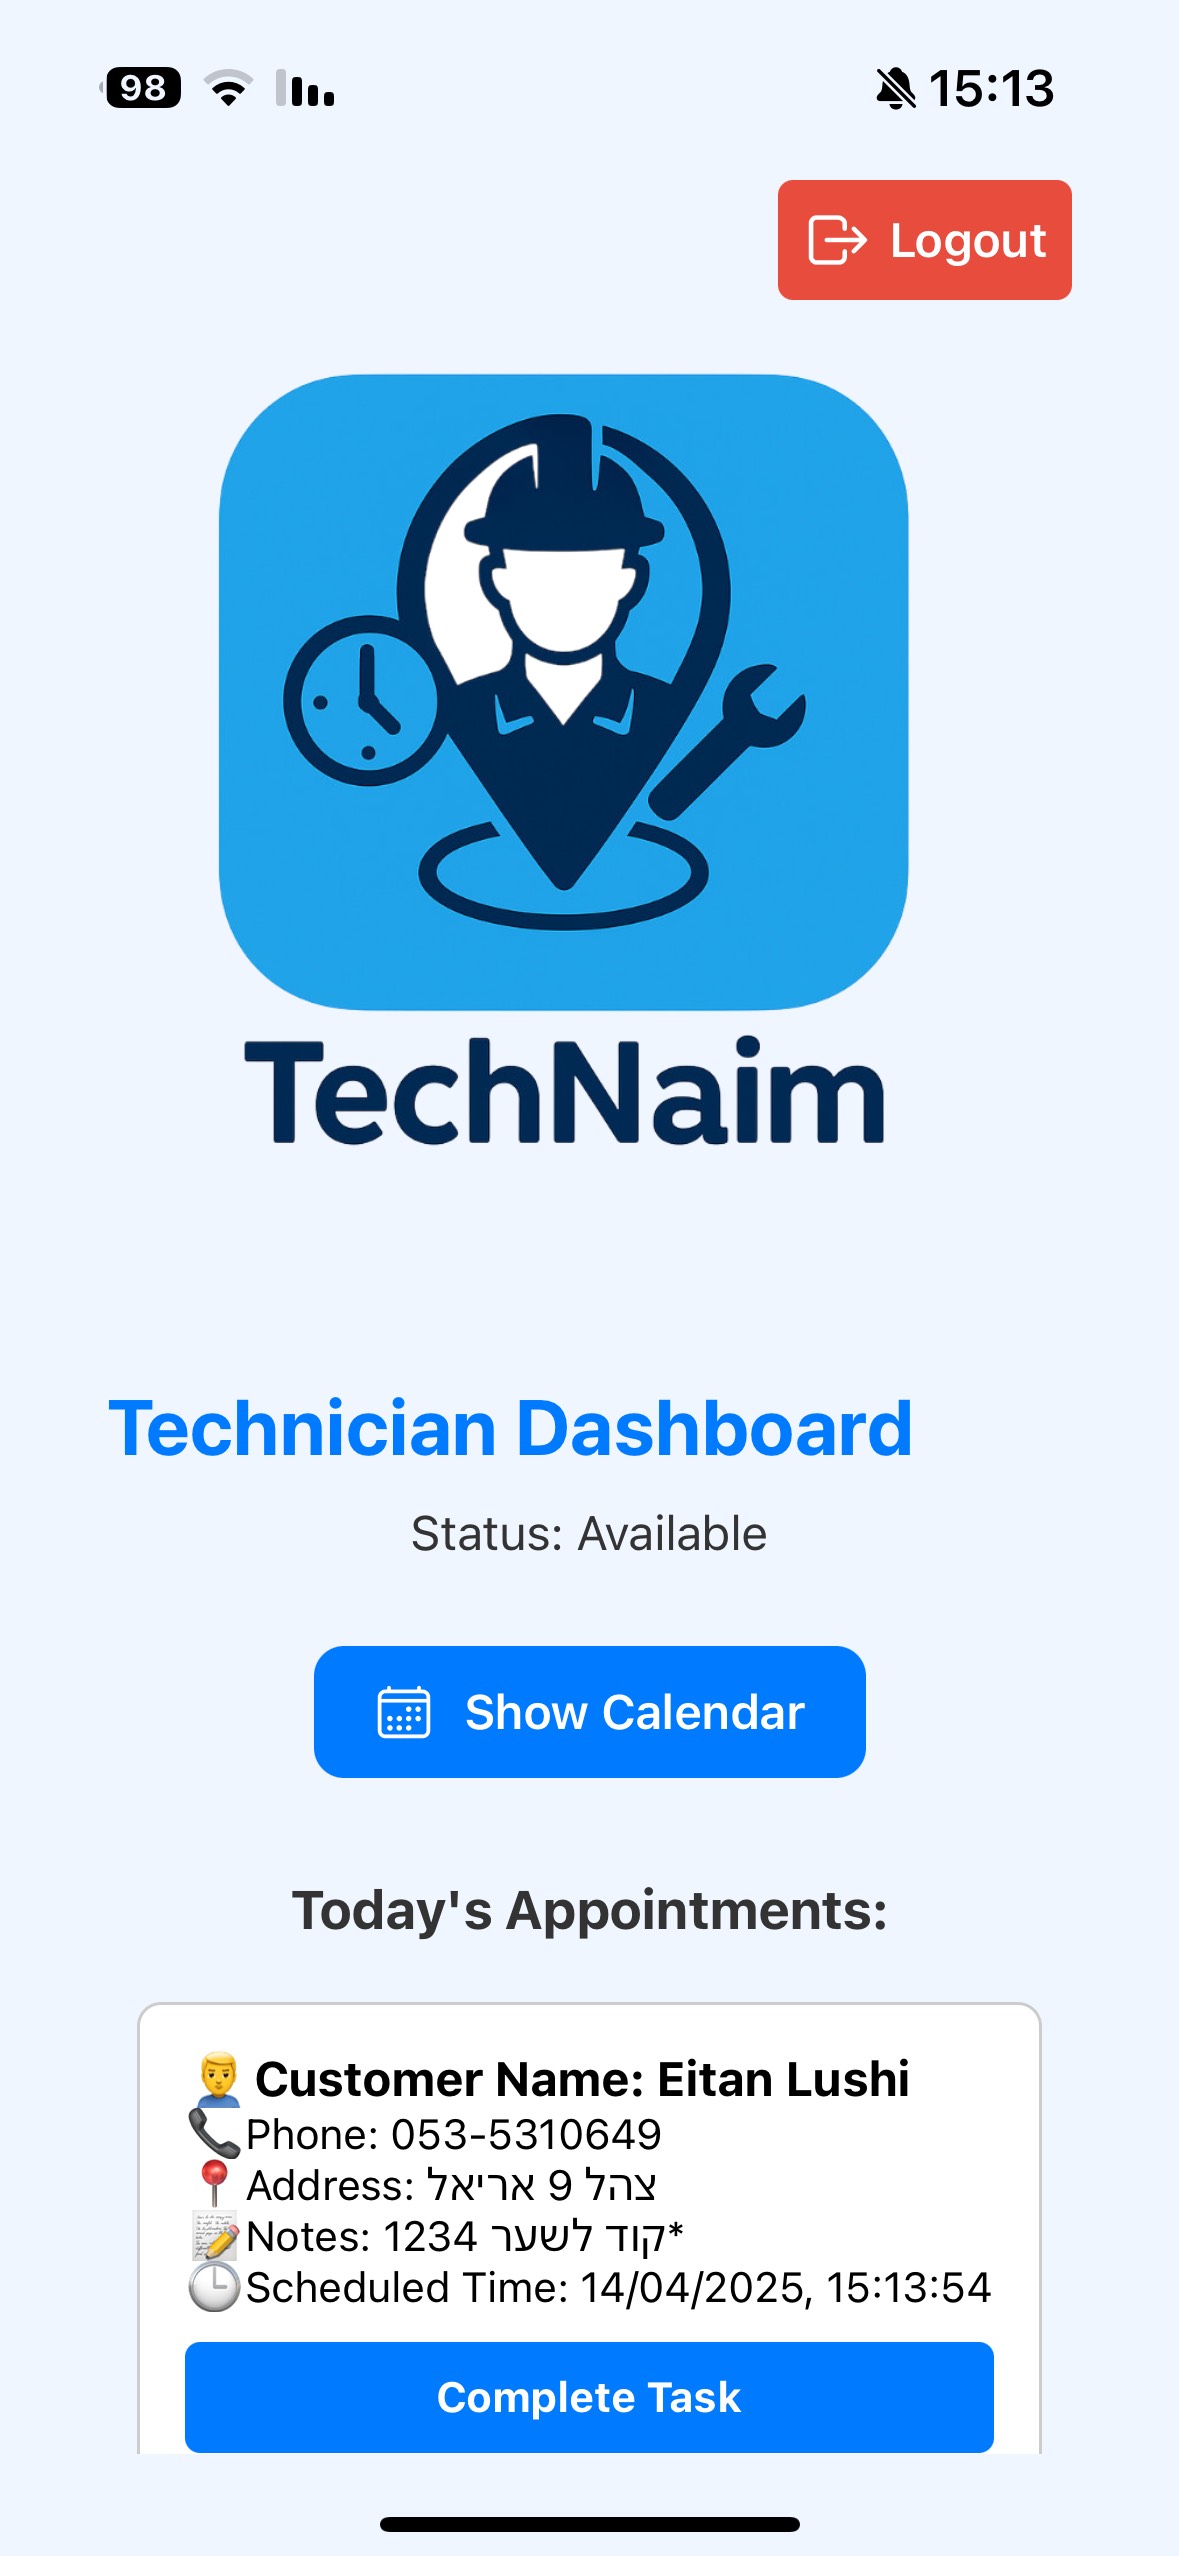 98 15:13
Logout
TechNaim
Technician Dashboard
Status: Available
Show Calendar
Today's Appointments:
Customer Name: Eitan Lushi
Phone: 053-5310649
Address: צהל 9 אריאל
Notes: קוד לשער 1234*
Scheduled Time: 14/04/2025, 15:13:54
Complete Task